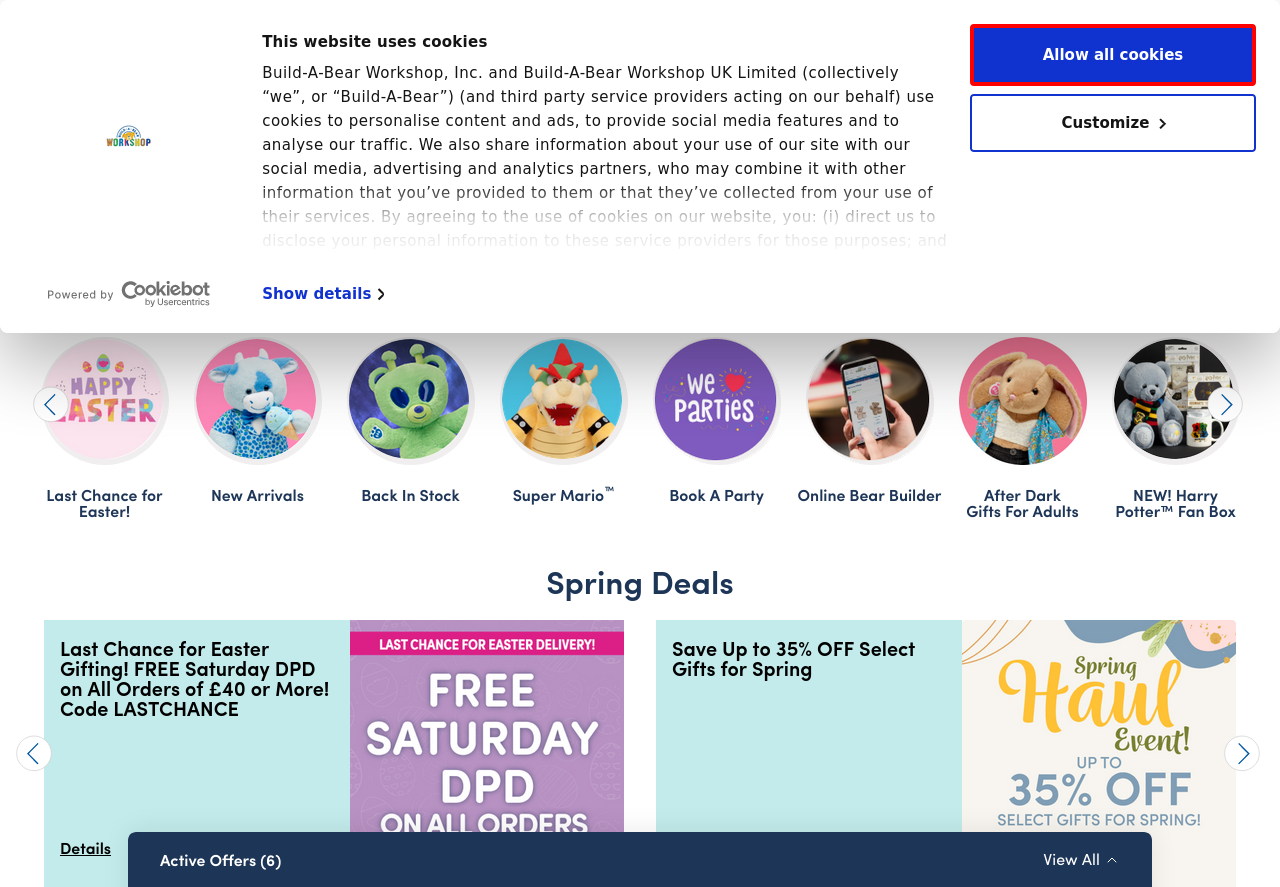 This website uses cookies
Build-A-Bear Workshop, Inc. and Build-A-Bear Workshop UK Limited (collectively
“we”, or “Build-A-Bear”) (and third party service providers acting on our behalf) use
cookies to personalise content and ads, to provide social media features and to
analyse our traffic. We also share information about your use of our site with our
social media, advertising and analytics partners, who may combine it with other
information that you’ve provided to them or that they’ve collected from your use of
their services. By agreeing to the use of cookies on our website, you: (i) direct us to
disclose your personal information to these service providers for those purposes; and
Allow all cookies
Customize
WORKSHOP
Powered by Cookiebot
by Usercentrics
Show details
HAPPY
EASTER
WE
PARTIES
Last Chance for
Easter!
New Arrivals
Back In Stock
Super Mario™
Book A Party
Online Bear Builder
After Dark
Gifts For Adults
NEW! Harry
Potter™ Fan Box
Spring Deals
Last Chance for Easter
Gifting! FREE Saturday DPD
on All Orders of £40 or More!
Code LASTCHANCE
Details
LAST CHANCE FOR EASTER DELIVERY!
FREE
SATURDAY
DPD
ON ALL ORDERS
Save Up to 35% OFF Select
Gifts for Spring
Spring
Haul
Event!
UP TO
35% OFF
SELECT GIFTS FOR SPRING!
Active Offers (6)
View All